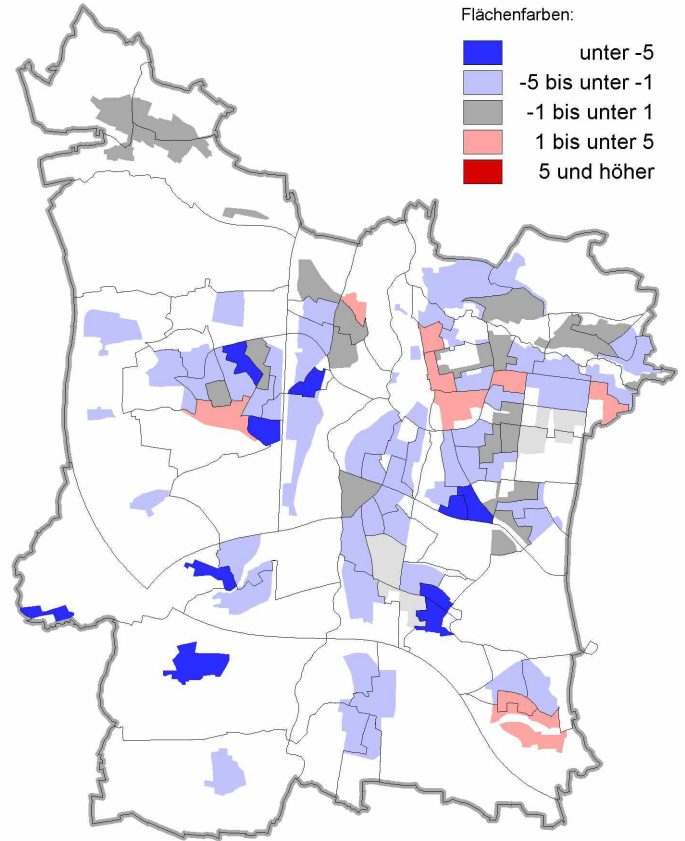 Flächenfarben:
unter -5
-5 bis unter -1
-1 bis unter 1
1 bis unter 5
5 und höher